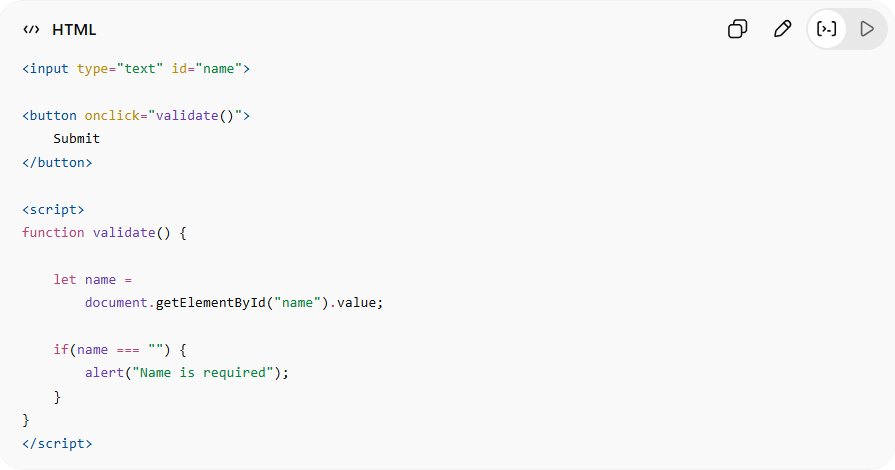 HTML
<input type="text" id="name">
<button onclick="validate()">
    Submit
</button>
<script>
function validate() {
    let name =
        document.getElementById("name").value;
    if(name === "") {
        alert("Name is required");
    }
}
</script>